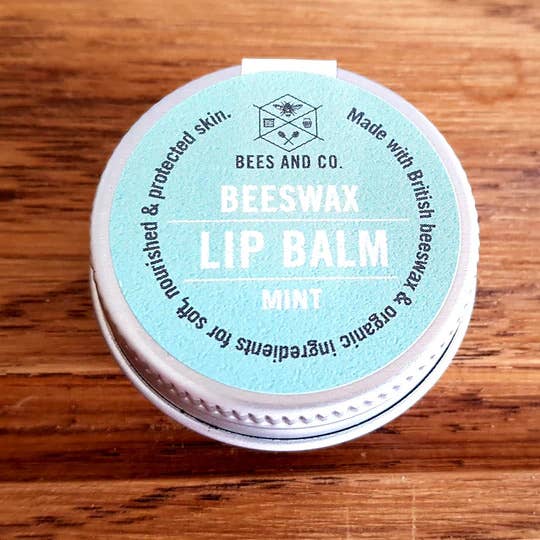 BEES AND CO.
BEESWAX
LIP BALM
MINT
Made with British beeswax & organic ingredients for soft, nourished & protected skin.